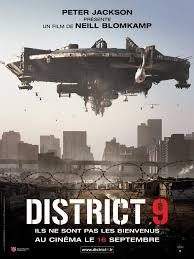 PETER JACKSON
PRÉSENTE
UN FILM DE NEILL BLOMKAMP
DISTRICT 9
ILS NE SONT PAS LES BIENVENUS
AU CINÉMA LE 16 SEPTEMBRE